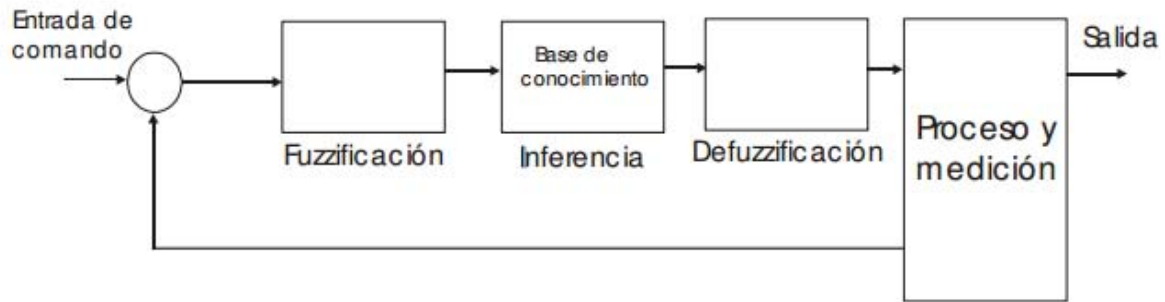 Entrada de
comando
Fuzzificación
Base de
conocimiento
Inferencia
Defuzzificación
Proceso y
medición
Salida